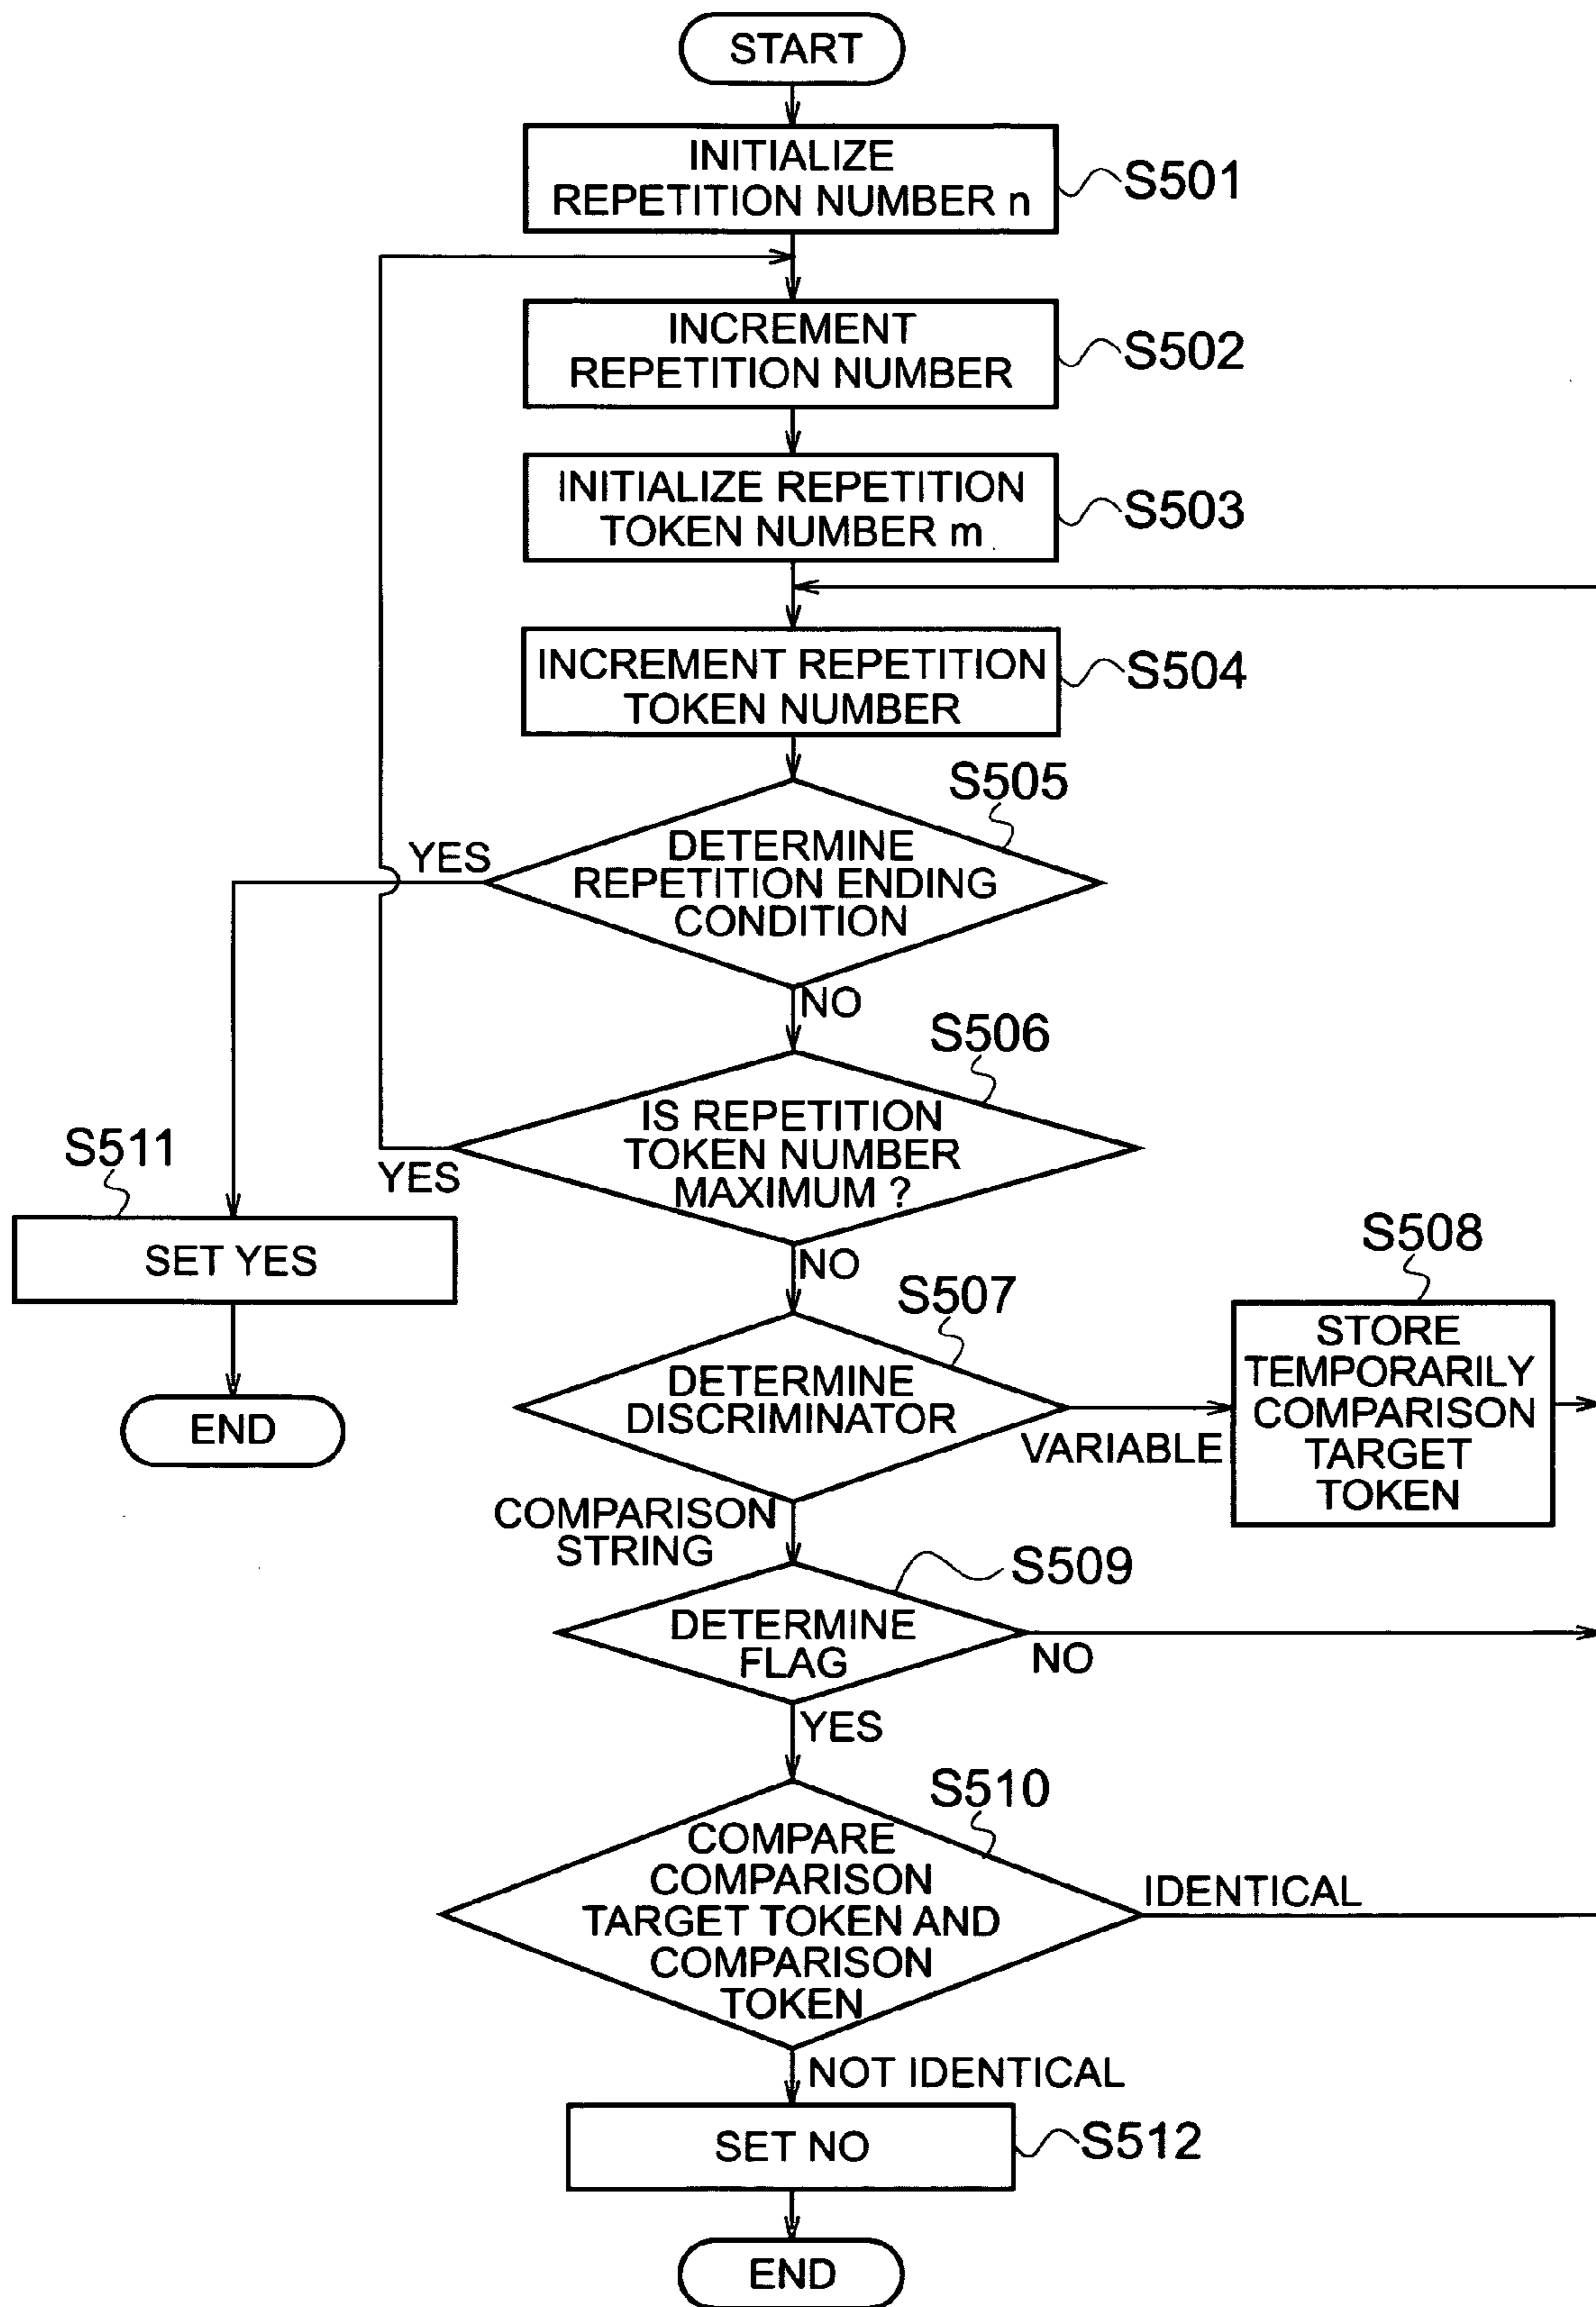 START
INITIALIZE
REPETITION NUMBER n
S501
INCREMENT
REPETITION NUMBER
S502
INITIALIZE REPETITION
TOKEN NUMBER m
S503
INCREMENT REPETITION
TOKEN NUMBER
S504
S505
DETERMINE
REPETITION ENDING
CONDITION
YES
NO
S506
IS REPETITION
TOKEN NUMBER
MAXIMUM ?
YES
NO
S511
SET YES
END
S507
DETERMINE
DISCRIMINATOR
VARIABLE
S508
STORE
TEMPORARILY
COMPARISON
TARGET
TOKEN
COMPARISON
STRING
S509
DETERMINE
FLAG
NO
YES
S510
COMPARE
COMPARISON
TARGET TOKEN AND
COMPARISON
TOKEN
IDENTICAL
NOT IDENTICAL
SET NO
S512
END